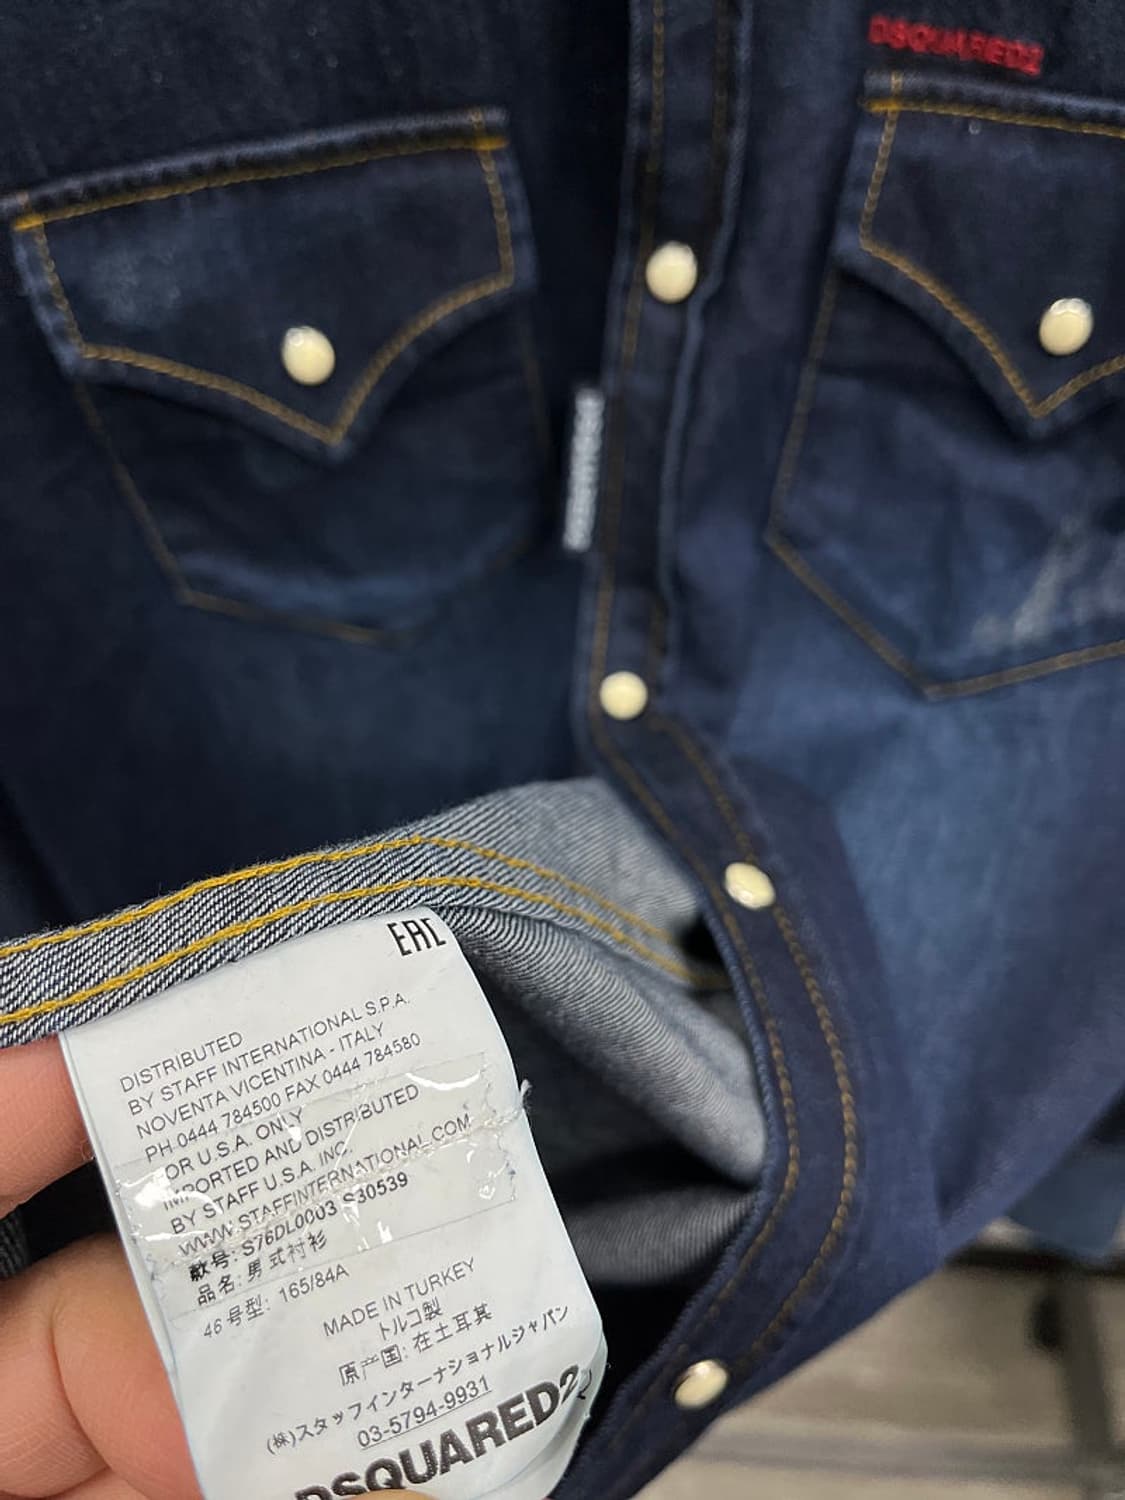 DSQUARED2
DSQUARED2
EAC
DISTRIBUTED
BY STAFF INTERNATIONAL S.P.A.
NOVENTA VICENTINA - ITALY
PH 0444 784500 FAX 0444 784580
FOR U.S.A. ONLY
IMPORTED AND DISTRIBUTED
BY STAFF U.S.A. INC.
WWW.STAFFINTERNATIONAL.COM
款号: S76DL0003 S30539
品名: 男式衬衫
46 号型: 165/84A
MADE IN TURKEY
トルコ製
原产国: 在土耳其
(株)スタッフインターナショナルジャパン
03-5794-9931
DSQUARED2